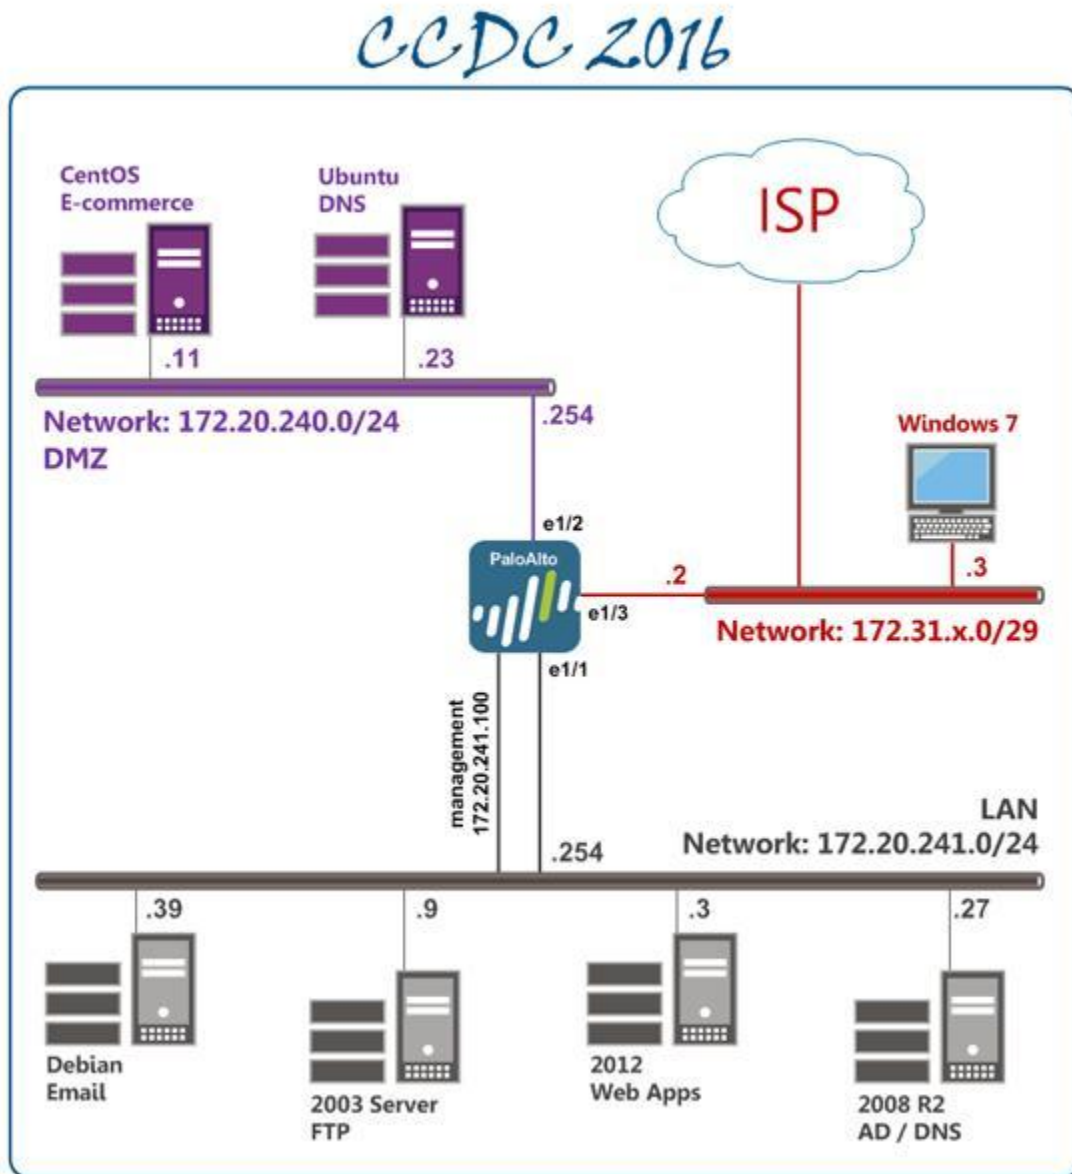 CCDC 2016
CentOS
E-commerce
Ubuntu
DNS
ISP
.11
.23
Network: 172.20.240.0/24
DMZ
.254
Windows 7
e1/2
PaloAlto
.2
.3
e1/3
Network: 172.31.x.0/29
e1/1
management
172.20.241.100
LAN
Network: 172.20.241.0/24
.254
.39
.9
.3
.27
Debian
Email
2003 Server
FTP
2012
Web Apps
2008 R2
AD / DNS